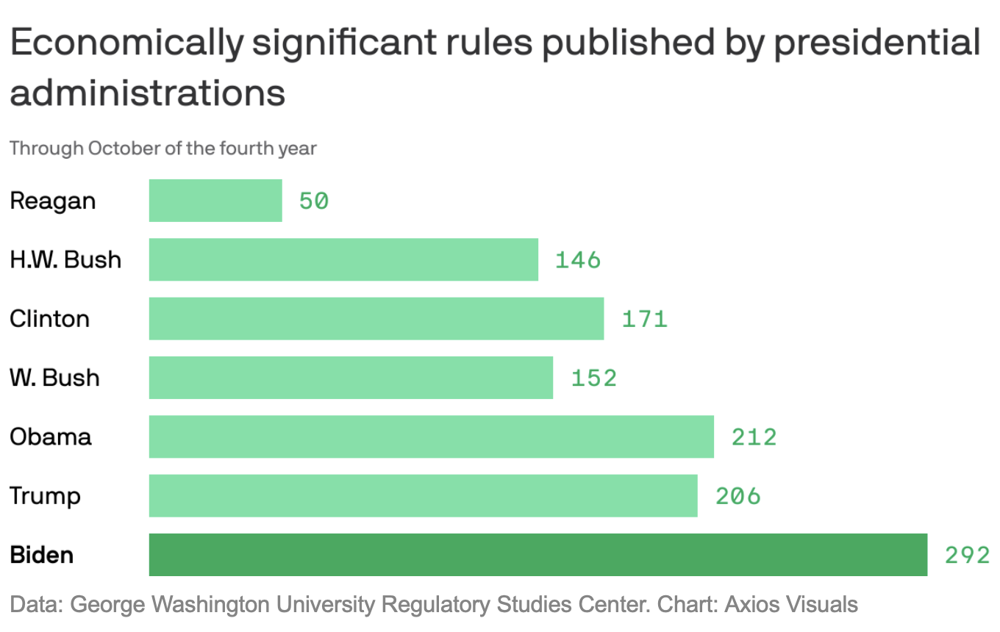 Economically significant rules published by presidential
administrations
Through October of the fourth year
Reagan 50
H.W. Bush 146
Clinton 171
W. Bush 152
Obama 212
Trump 206
Biden 292
Data: George Washington University Regulatory Studies Center. Chart: Axios Visuals